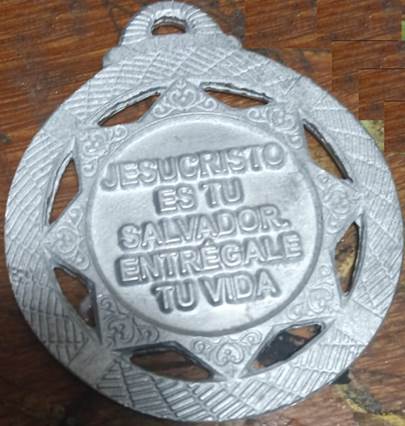 JESUCRISTO
ES TU
SALVADOR.
ENTRÉGALE
TU VIDA